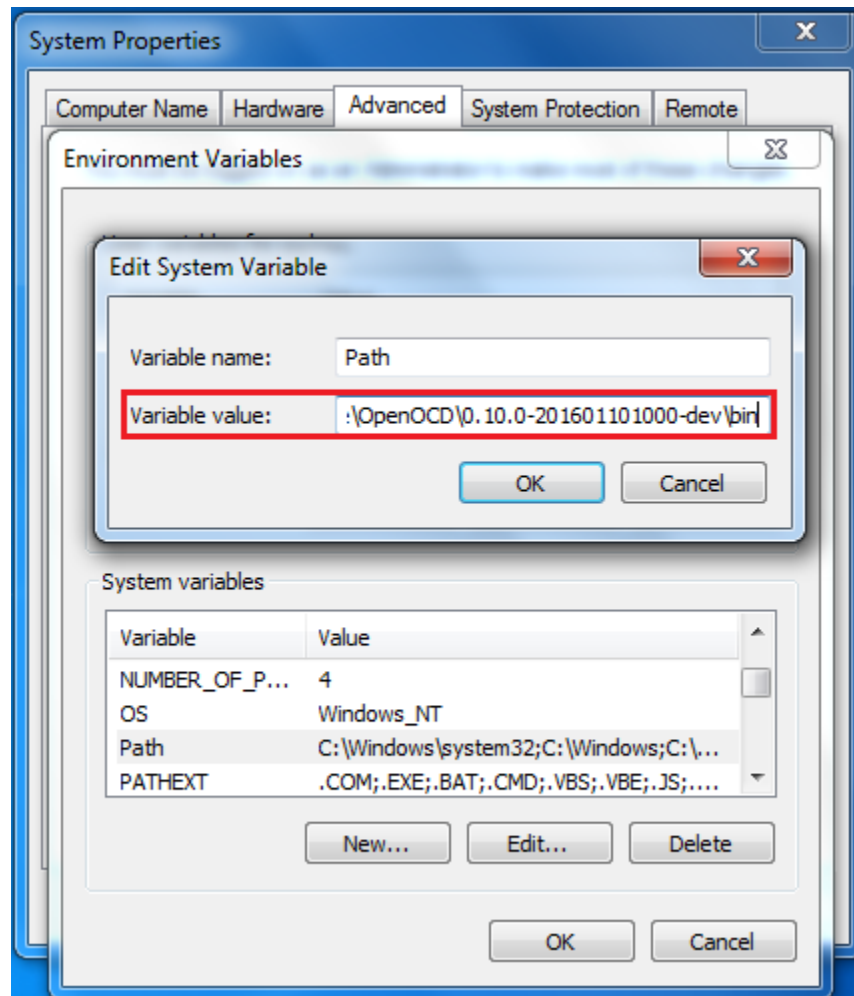 System Properties
Computer Name Hardware Advanced System Protection Remote
Environment Variables
Edit System Variable
Variable name: Path
Variable value: :\OpenOCD\0.10.0-201601101000-dev\bin
OK Cancel
System variables
Variable Value
NUMBER_OF_P... 4
OS Windows_NT
Path C:\Windows\system32;C:\Windows;C:\...
PATHEXT .COM;.EXE;.BAT;.CMD;.VBS;.VBE;.JS;....
New... Edit... Delete
OK Cancel